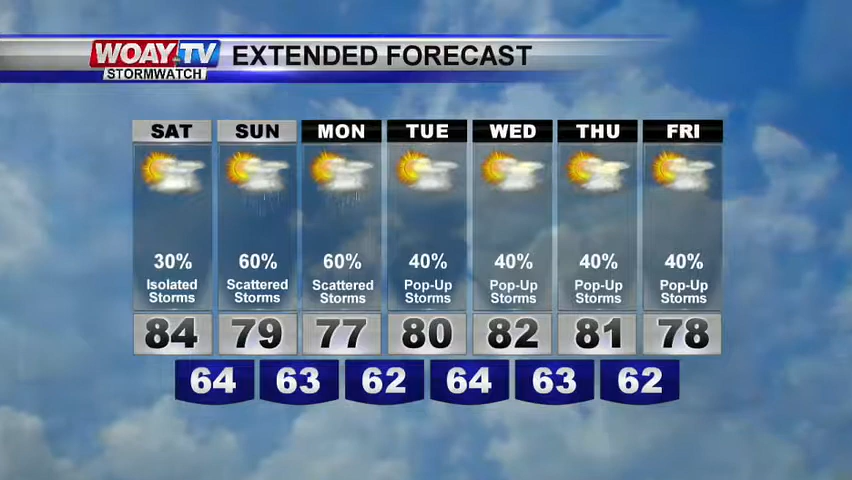 WOAY-TV
STORMWATCH
EXTENDED FORECAST
SAT SUN MON TUE WED THU FRI
30% 60% 60% 40% 40% 40% 40%
Isolated Scattered Scattered Pop-Up Pop-Up Pop-Up Pop-Up
Storms Storms Storms Storms Storms Storms Storms
84 79 77 80 82 81 78
64 63 62 64 63 62